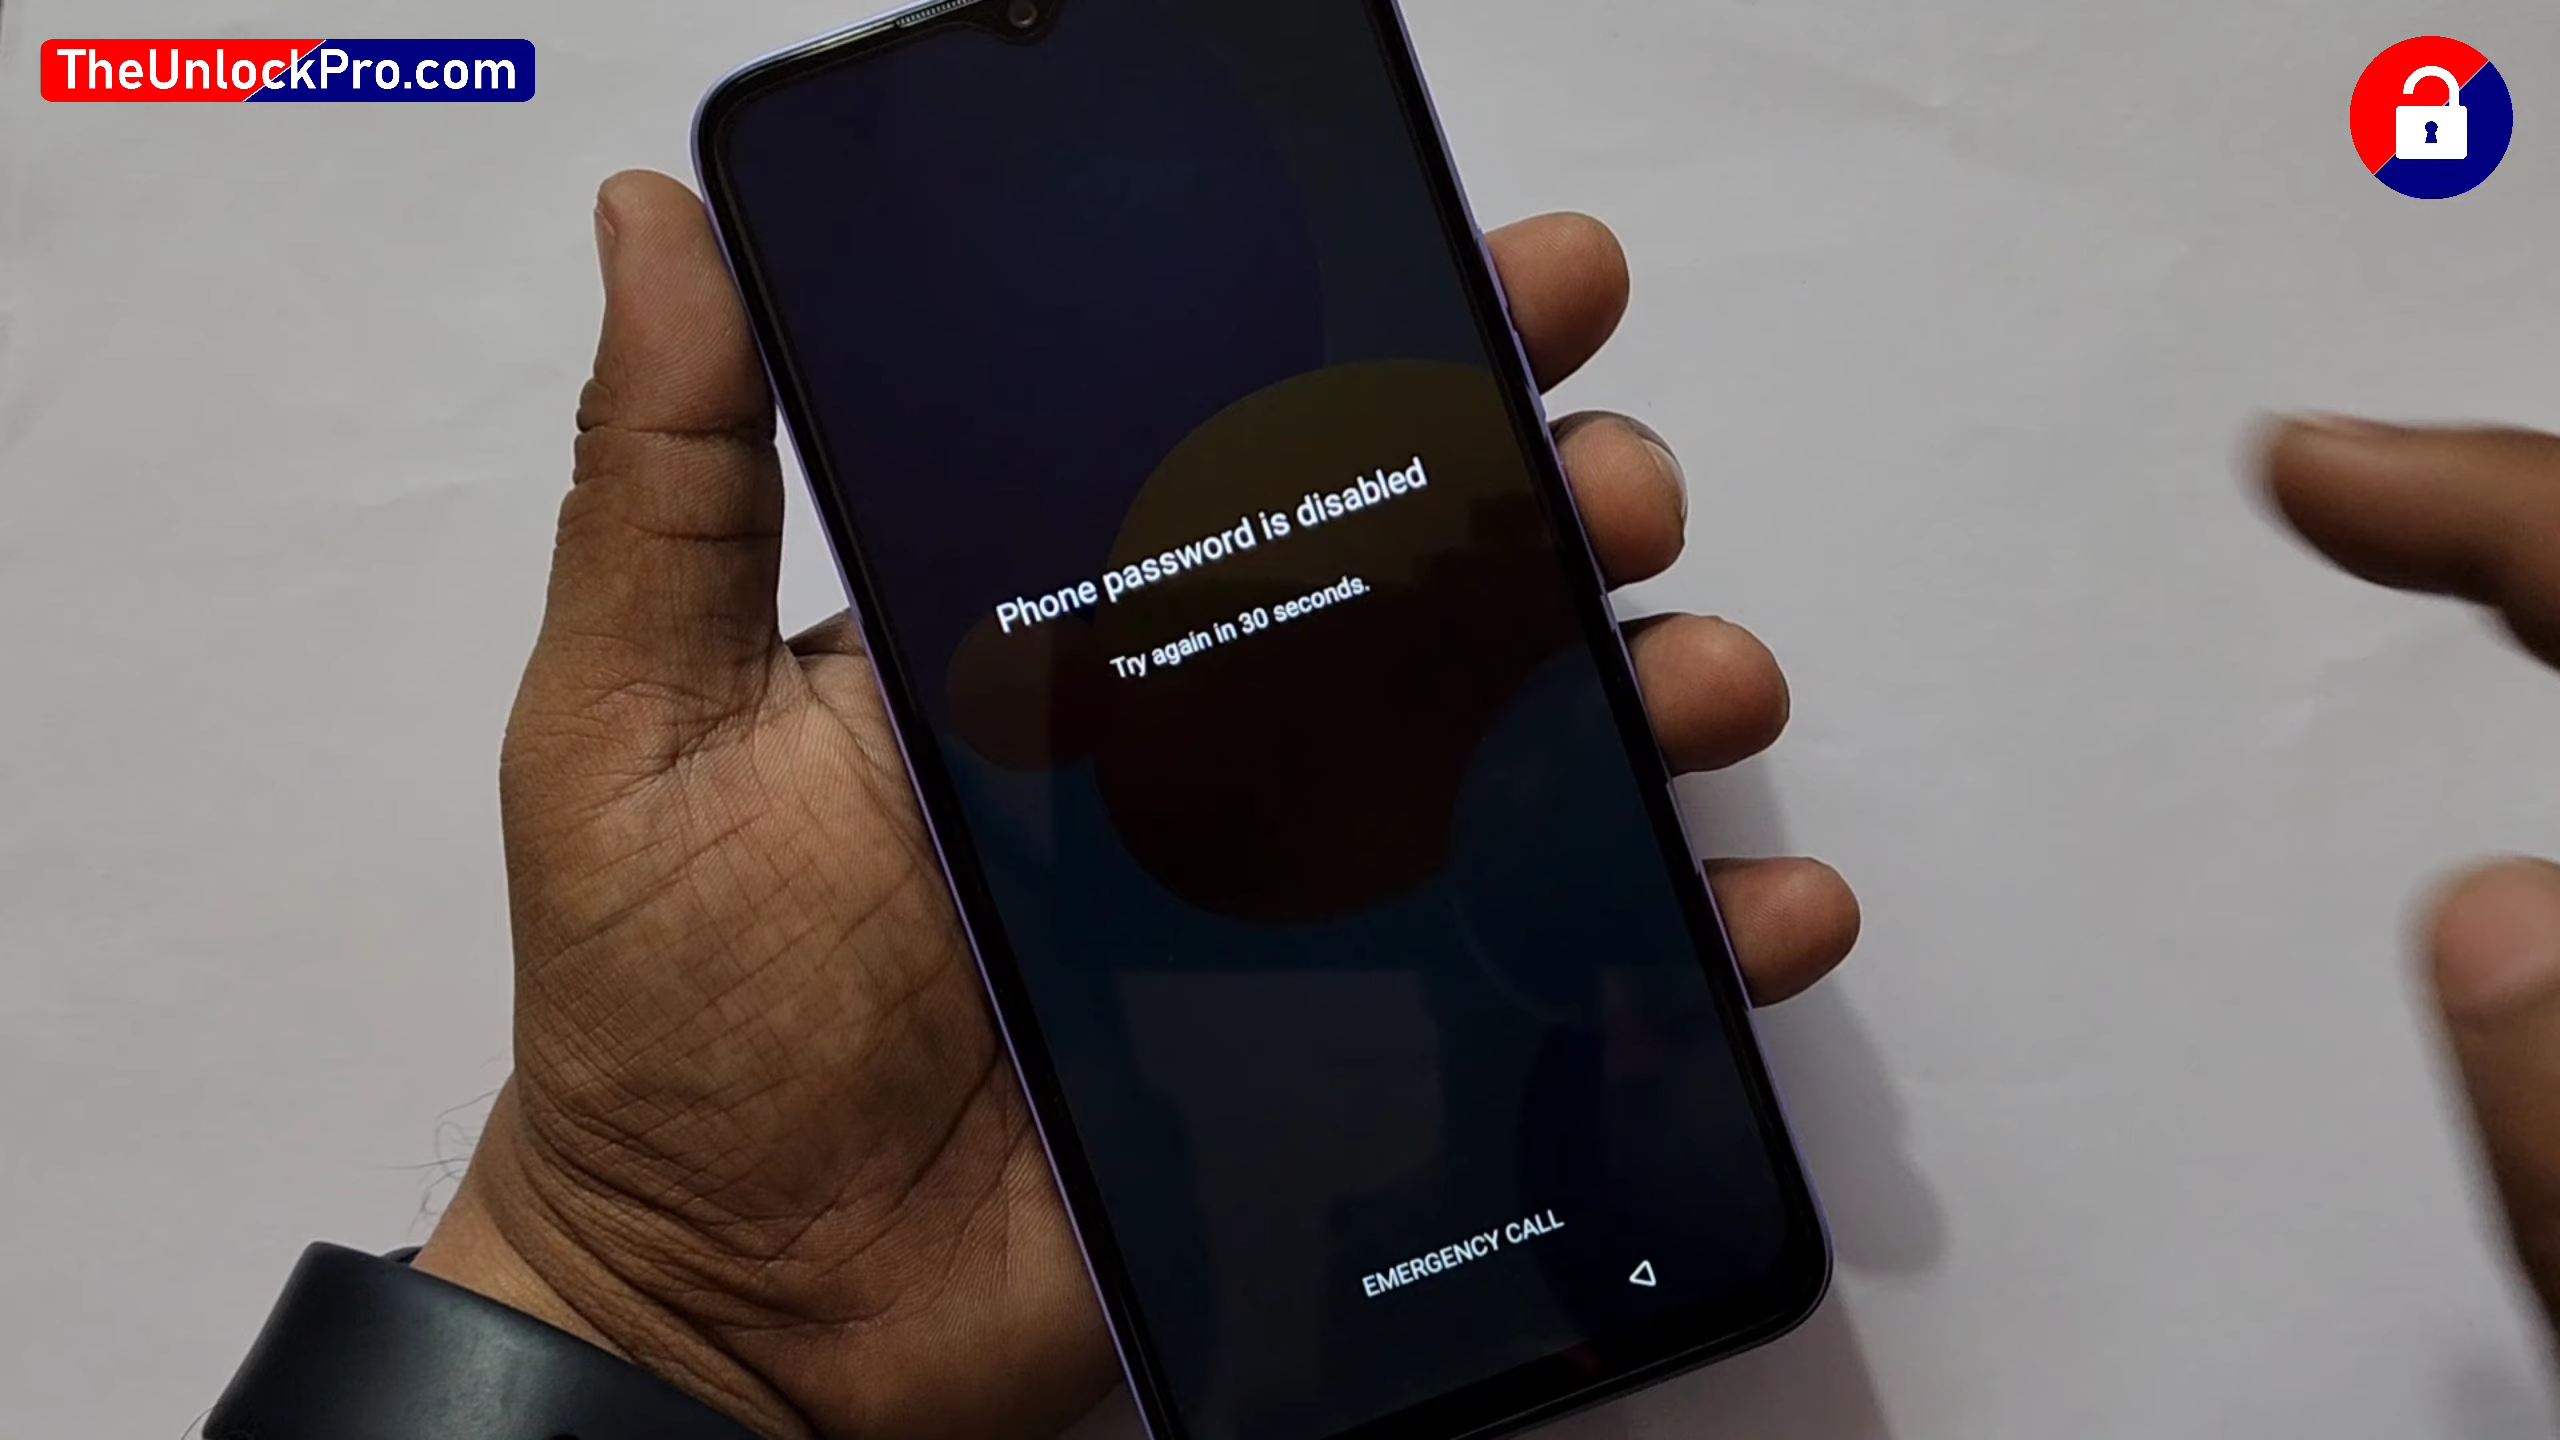 TheUnlockPro.com
Phone password is disabled
Try again in 30 seconds.
EMERGENCY CALL